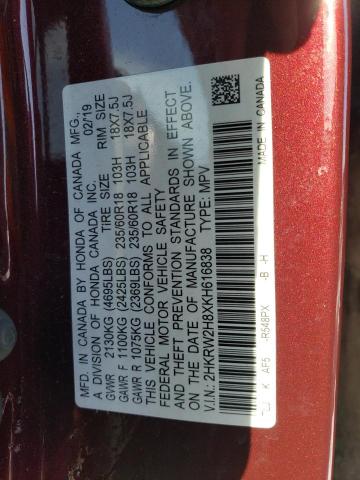 MFD. IN CANADA BY HONDA OF CANADA MFG.,
A DIVISION OF HONDA CANADA INC. 02/19
GVWR 2130KG (4695LBS) TIRE SIZE RIM SIZE
GAWR F 1100KG (2425LBS) 235/60R18 103H 18X7.5J
GAWR R 1075KG (2369LBS) 235/60R18 103H 18X7.5J
THIS VEHICLE CONFORMS TO ALL APPLICABLE
FEDERAL MOTOR VEHICLE SAFETY
AND THEFT PREVENTION STANDARDS IN EFFECT
ON THE DATE OF MANUFACTURE SHOWN ABOVE.
V.I.N.: 2HKRW2H8XKH616838 TYPE: MPV
K AF5 -R548PX -B -H
MADE IN CANADA